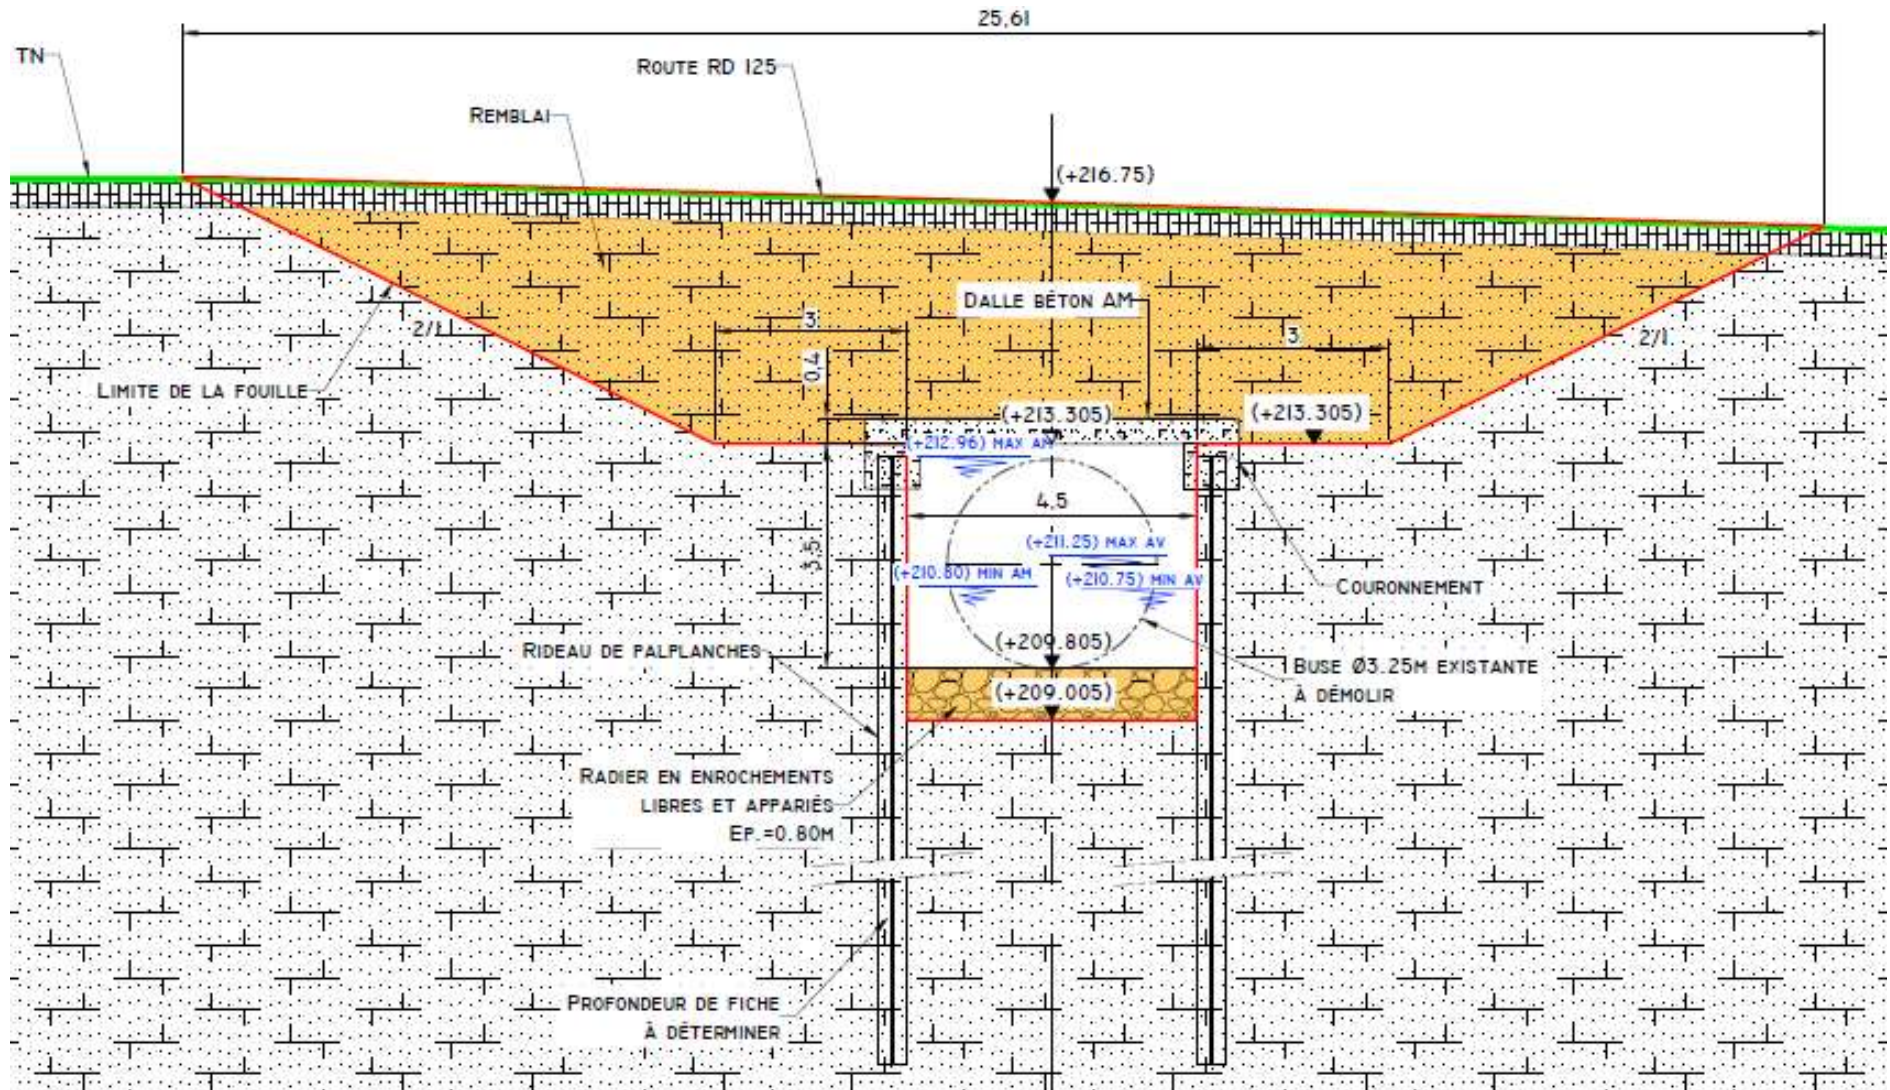 25,61
TN
ROUTE RD 125
REMBLAI
(+216.75)
DALLE BÉTON AM
3
3
2/1
2/1
0,4
LIMITE DE LA FOUILLE
(+213.305)
(+213.305)
(+212.96) MAX AM
4,5
3,5
(+211.25) MAX AV
(+210.80) MIN AM
(+210.75) MIN AV
COURONNEMENT
(+209.805)
RIDEAU DE PALPLANCHES
BUSE Ø3.25M EXISTANTE
À DÉMOLIR
(+209.005)
RADIER EN ENROCHEMENTS
LIBRES ET APPARIÉS
EP.=0.80M
PROFONDEUR DE FICHE
À DÉTERMINER